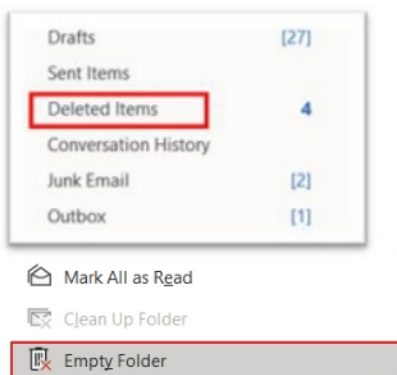 Drafts [27]
Sent Items
Deleted Items 4
Conversation History
Junk Email [2]
Outbox [1]
Mark All as Read
Clean Up Folder
Empty Folder